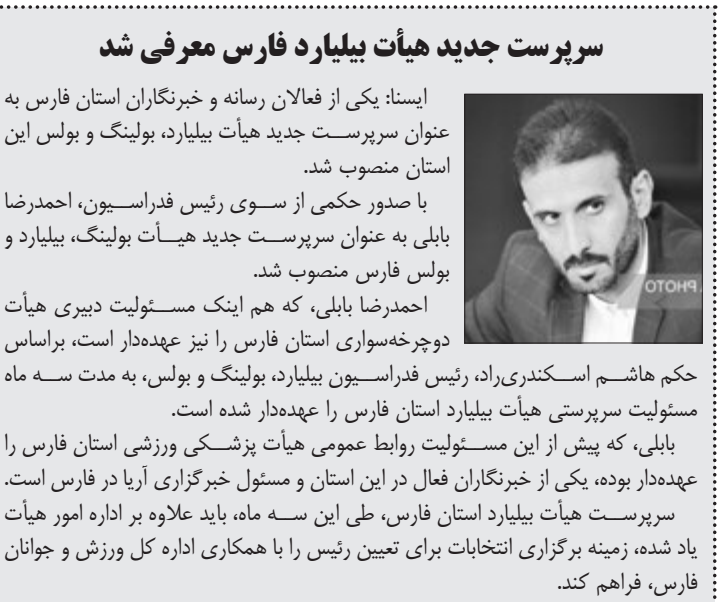 سرپرست جدید هیأت بیلیارد فارس معرفی شد
ایسنا: یکی از فعالان رسانه و خبرنگاران استان فارس به
عنوان سرپرست جدید هیأت بیلیارد، بولینگ و بولس این
استان منصوب شد.
با صدور حکمی از سوی رئیس فدراسیون، احمدرضا
بابلی به عنوان سرپرست جدید هیأت بولینگ، بیلیارد و
بولس فارس منصوب شد.
احمدرضا بابلی، که هم اینک مسئولیت دبیری هیأت
دوچرخه‌سواری استان فارس را نیز عهده‌دار است، براساس
حکم هاشم اسکندری‌راد، رئیس فدراسیون بیلیارد، بولینگ و بولس، به مدت سه ماه
مسئولیت سرپرستی هیأت بیلیارد استان فارس را عهده‌دار شده است.
بابلی، که پیش از این مسئولیت روابط عمومی هیأت پزشکی ورزشی استان فارس را
عهده‌دار بوده، یکی از خبرنگاران فعال در این استان و مسئول خبرگزاری آریا در فارس است.
سرپرست هیأت بیلیارد استان فارس، طی این سه ماه، باید علاوه بر اداره امور هیأت
یاد شده، زمینه برگزاری انتخابات برای تعیین رئیس را با همکاری اداره کل ورزش و جوانان
فارس، فراهم کند.
PHOTO